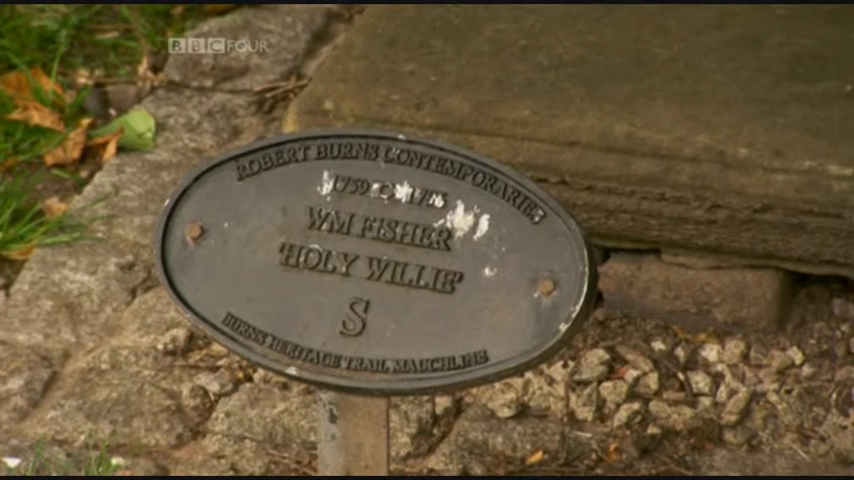 BBC FOUR
ROBERT BURNS CONTEMPORARIES
WM FISHER
'HOLY WILLIE'
S
BURNS HERITAGE TRAIL MAUCHLINE